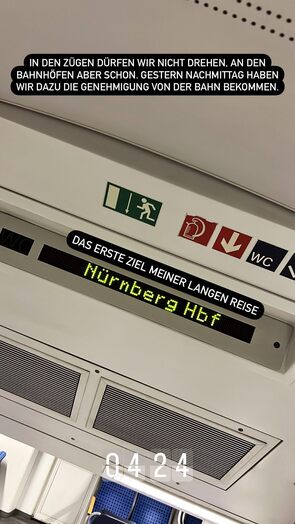 IN DEN ZÜGEN DÜRFEN WIR NICHT DREHEN, AN DEN
BAHNHÖFEN ABER SCHON. GESTERN NACHMITTAG HABEN
WIR DAZU DIE GENEHMIGUNG VON DER BAHN BEKOMMEN.
WC
WC
DAS ERSTE ZIEL MEINER LANGEN REISE
Nürnberg Hbf
04 24